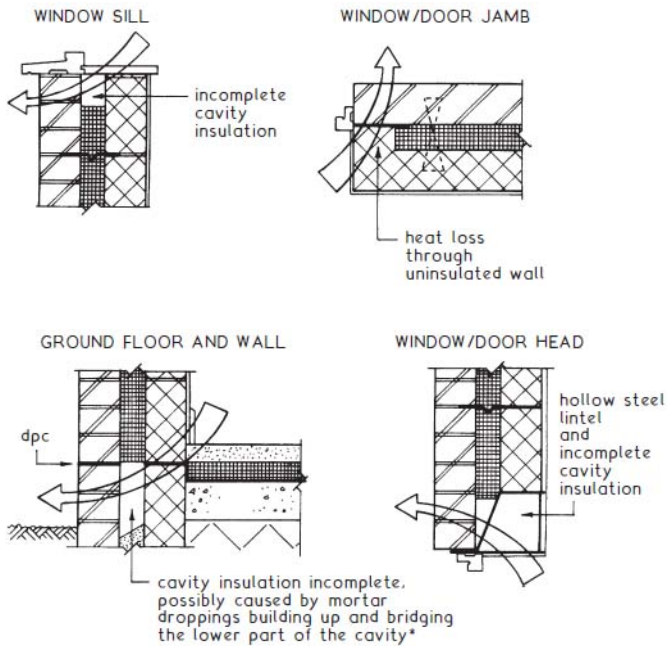 WINDOW SILL
incomplete
cavity
insulation
WINDOW/DOOR JAMB
heat loss
through
uninsulated wall
GROUND FLOOR AND WALL
dpc
cavity insulation incomplete,
possibly caused by mortar
droppings building up and bridging
the lower part of the cavity*
WINDOW/DOOR HEAD
hollow steel
lintel
and
incomplete
cavity
insulation